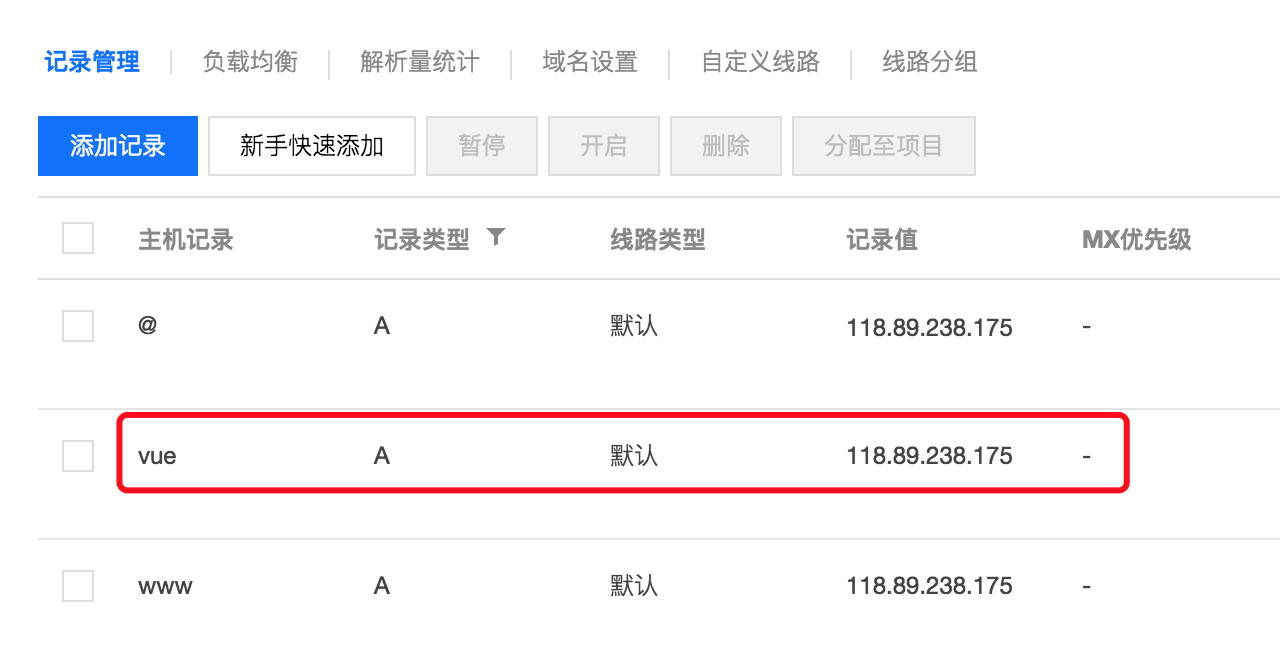 记录管理 负载均衡 解析量统计 域名设置 自定义线路 线路分组
添加记录 新手快速添加 暂停 开启 删除 分配至项目
主机记录 记录类型 线路类型 记录值 MX优先级
@ A 默认 118.89.238.175 -
vue A 默认 118.89.238.175 -
www A 默认 118.89.238.175 -